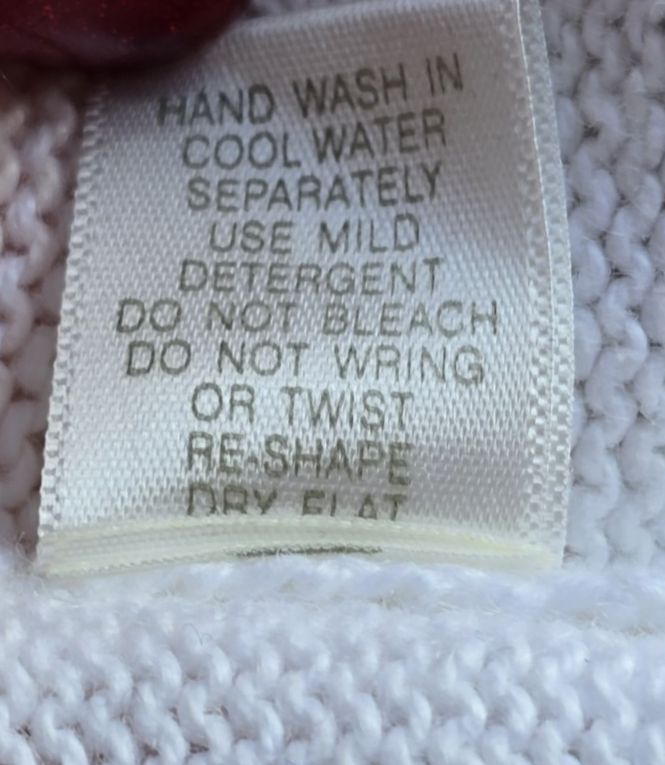 HAND WASH IN
COOL WATER
SEPARATELY
USE MILD
DETERGENT
DO NOT BLEACH
DO NOT WRING
OR TWIST
RE-SHAPE
DRY FLAT